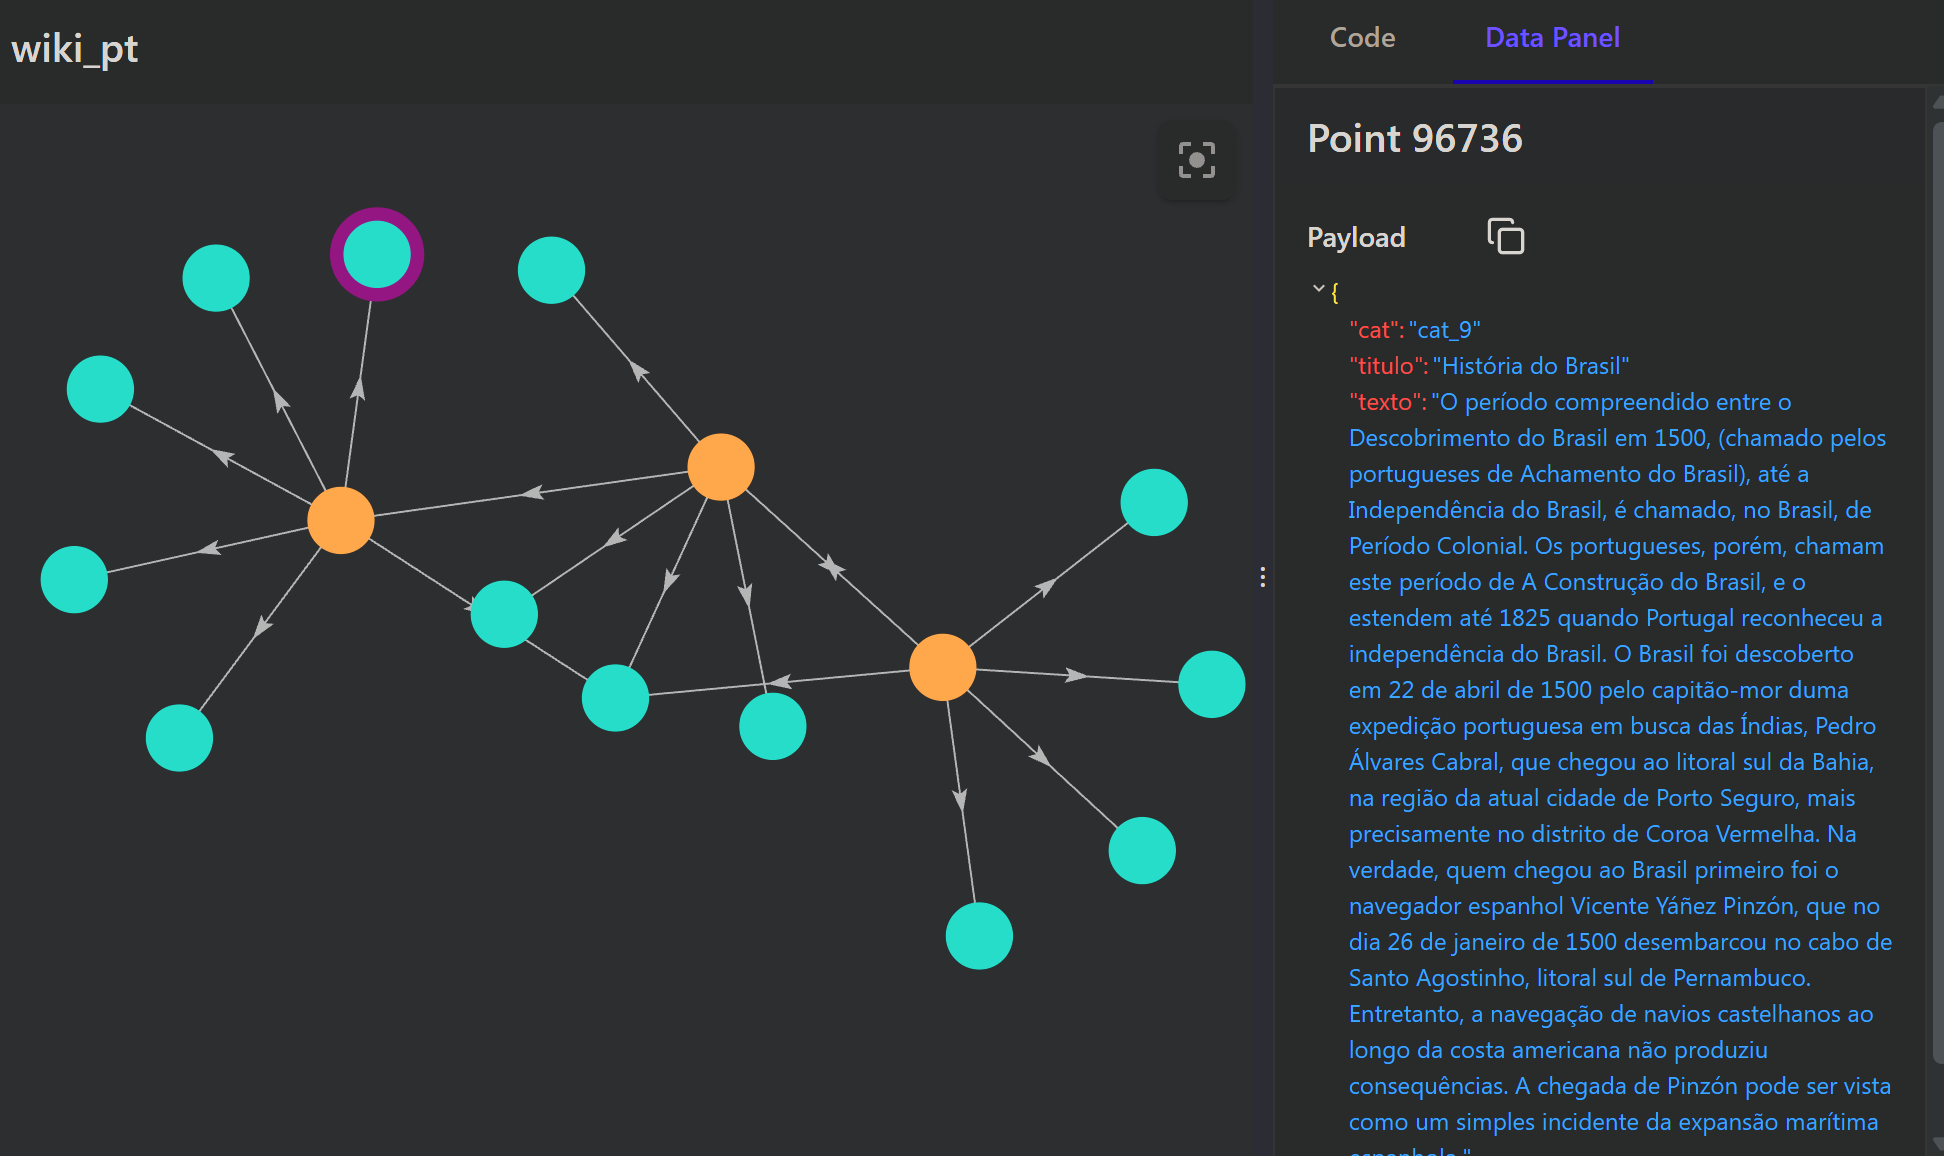 wiki_pt
Code
Data Panel
Point 96736
Payload
{
"cat": "cat_9"
"titulo": "História do Brasil"
"texto": "O período compreendido entre o
Descobrimento do Brasil em 1500, (chamado pelos
portugueses de Achamento do Brasil), até a
Independência do Brasil, é chamado, no Brasil, de
Período Colonial. Os portugueses, porém, chamam
este período de A Construção do Brasil, e o
estendem até 1825 quando Portugal reconheceu a
independência do Brasil. O Brasil foi descoberto
em 22 de abril de 1500 pelo capitão-mor duma
expedição portuguesa em busca das Índias, Pedro
Álvares Cabral, que chegou ao litoral sul da Bahia,
na região da atual cidade de Porto Seguro, mais
precisamente no distrito de Coroa Vermelha. Na
verdade, quem chegou ao Brasil primeiro foi o
navegador espanhol Vicente Yáñez Pinzón, que no
dia 26 de janeiro de 1500 desembarcou no cabo de
Santo Agostinho, litoral sul de Pernambuco.
Entretanto, a navegação de navios castelhanos ao
longo da costa americana não produziu
consequências. A chegada de Pinzón pode ser vista
como um simples incidente da expansão marítima